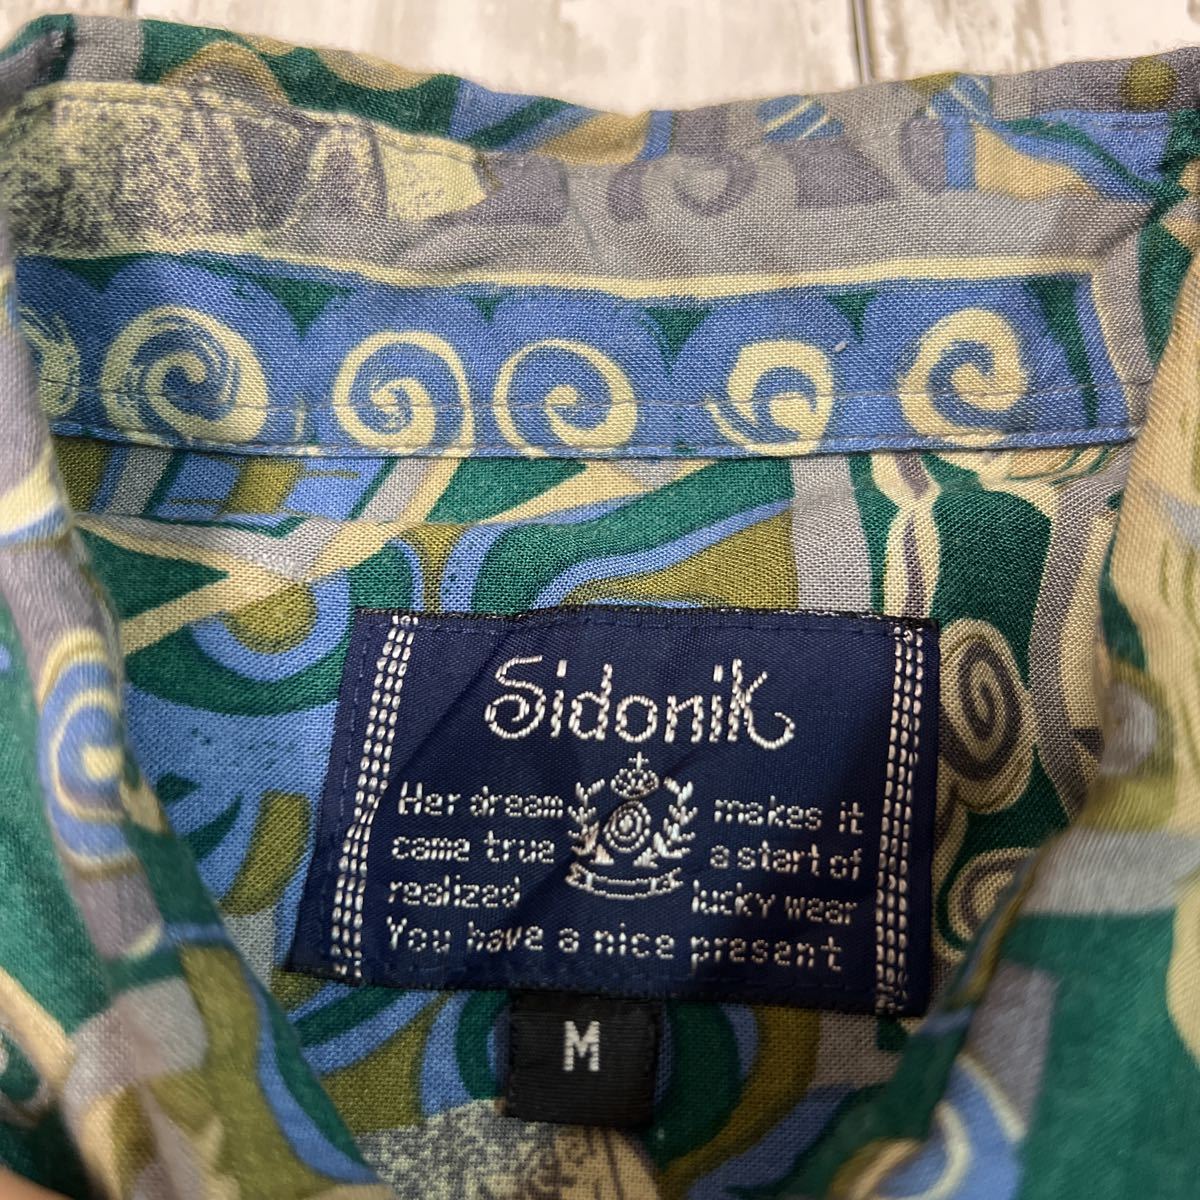 Sidonik
Her dream makes it
came true a start of
realized lucky wear
You have a nice present
M